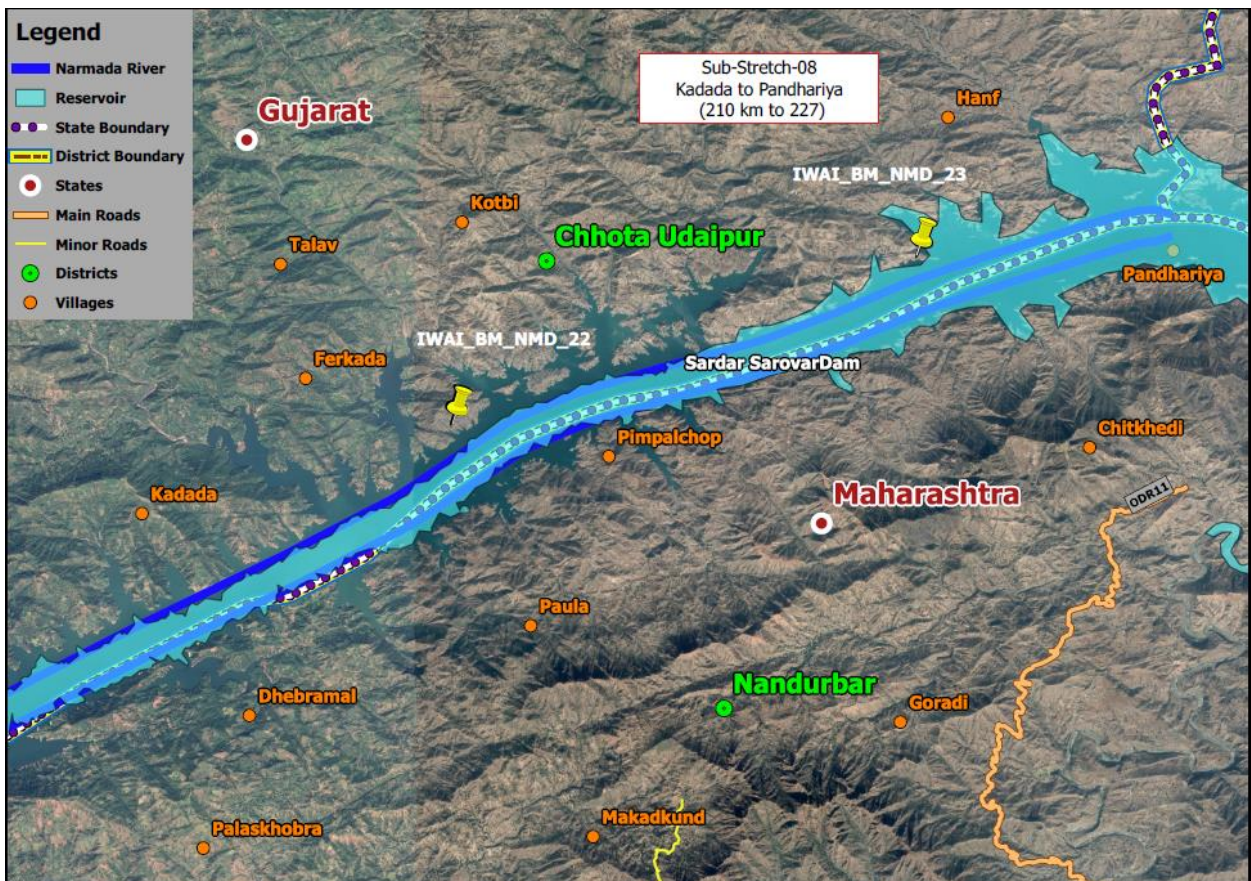 Legend
Narmada River
Reservoir
State Boundary
District Boundary
States
Main Roads
Minor Roads
Districts
Villages
Sub-Stretch-08
Kadada to Pandhariya
(210 km to 227)
Gujarat
Hanf
IWAI_BM_NMD_23
Kotbi
Chhota Udaipur
Talav
Pandhariya
IWAI_BM_NMD_22
Ferkada
Sardar SarovarDam
Pimpalchop
Chitkhedi
Kadada
Maharashtra
ODR11
Paula
Dhebramal
Nandurbar
Goradi
Makadkund
Palaskhobra